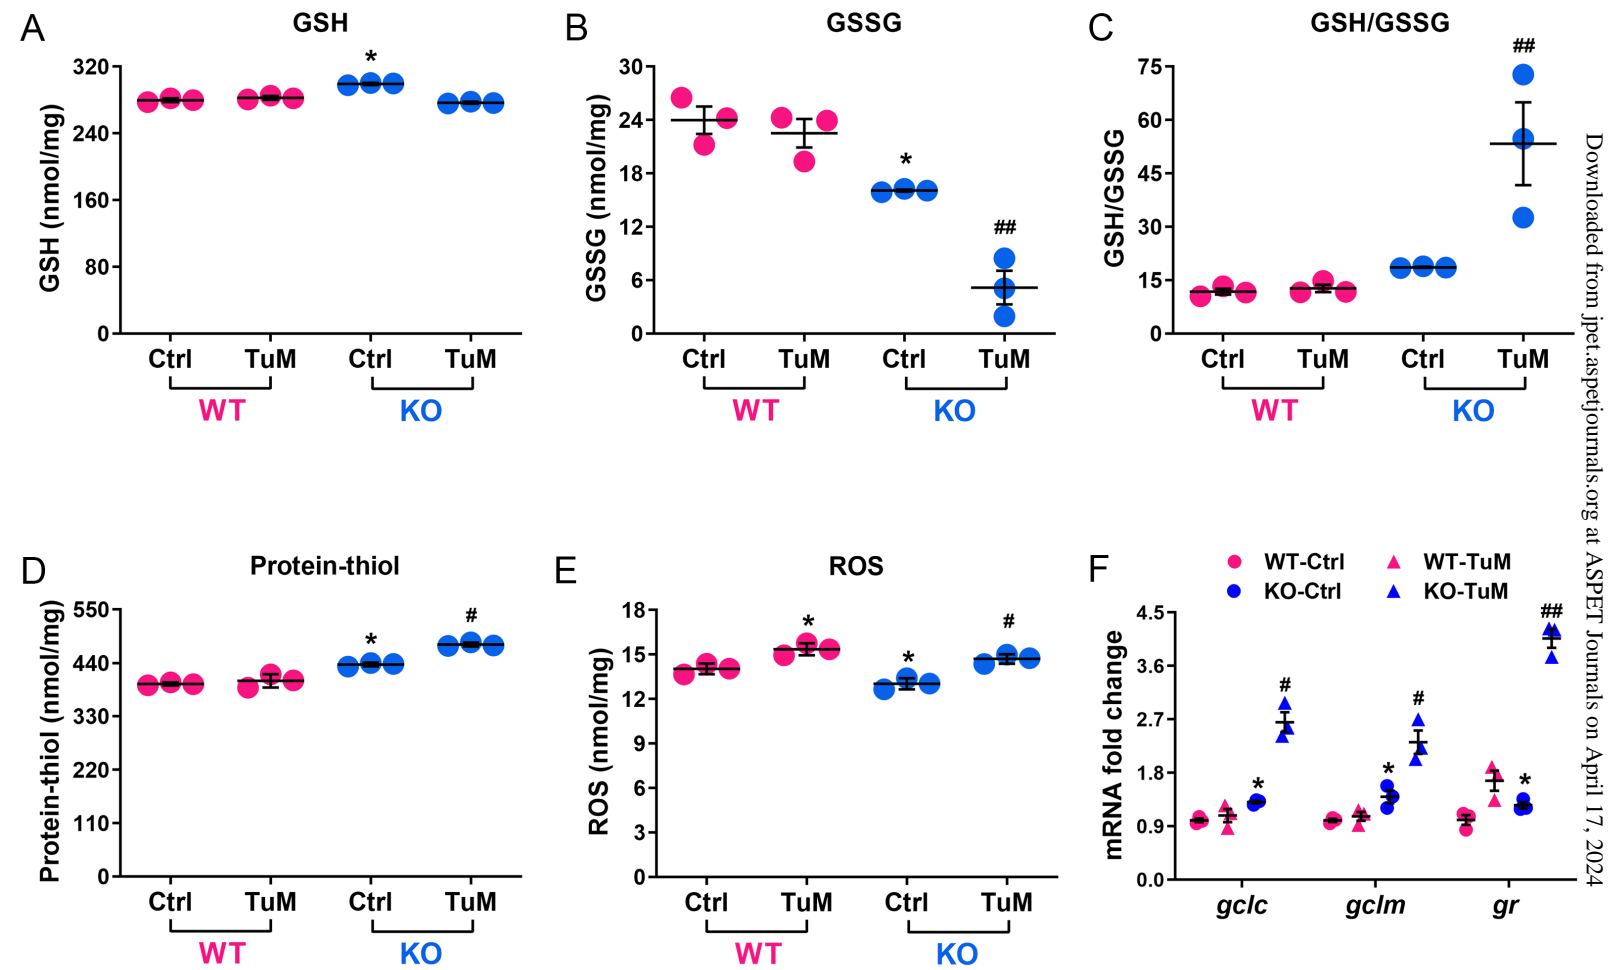 A
GSH
GSH (nmol/mg)
320
240
160
80
0
*
Ctrl
TuM
Ctrl
TuM
WT
KO
B
GSSG
GSSG (nmol/mg)
30
24
18
12
6
0
*
##
Ctrl
TuM
Ctrl
TuM
WT
KO
C
GSH/GSSG
GSH/GSSG
75
60
45
30
15
0
##
Ctrl
TuM
Ctrl
TuM
WT
KO
D
Protein-thiol
Protein-thiol (nmol/mg)
550
440
330
220
110
0
*
#
Ctrl
TuM
Ctrl
TuM
WT
KO
E
ROS
ROS (nmol/mg)
18
15
12
9
6
3
0
*
*
#
Ctrl
TuM
Ctrl
TuM
WT
KO
F
WT-Ctrl
WT-TuM
KO-Ctrl
KO-TuM
mRNA fold change
4.5
3.6
2.7
1.8
0.9
0.0
*
#
*
#
*
##
gclc
gclm
gr
Downloaded from jpet.aspetjournals.org at ASPET Journals on April 17, 2024